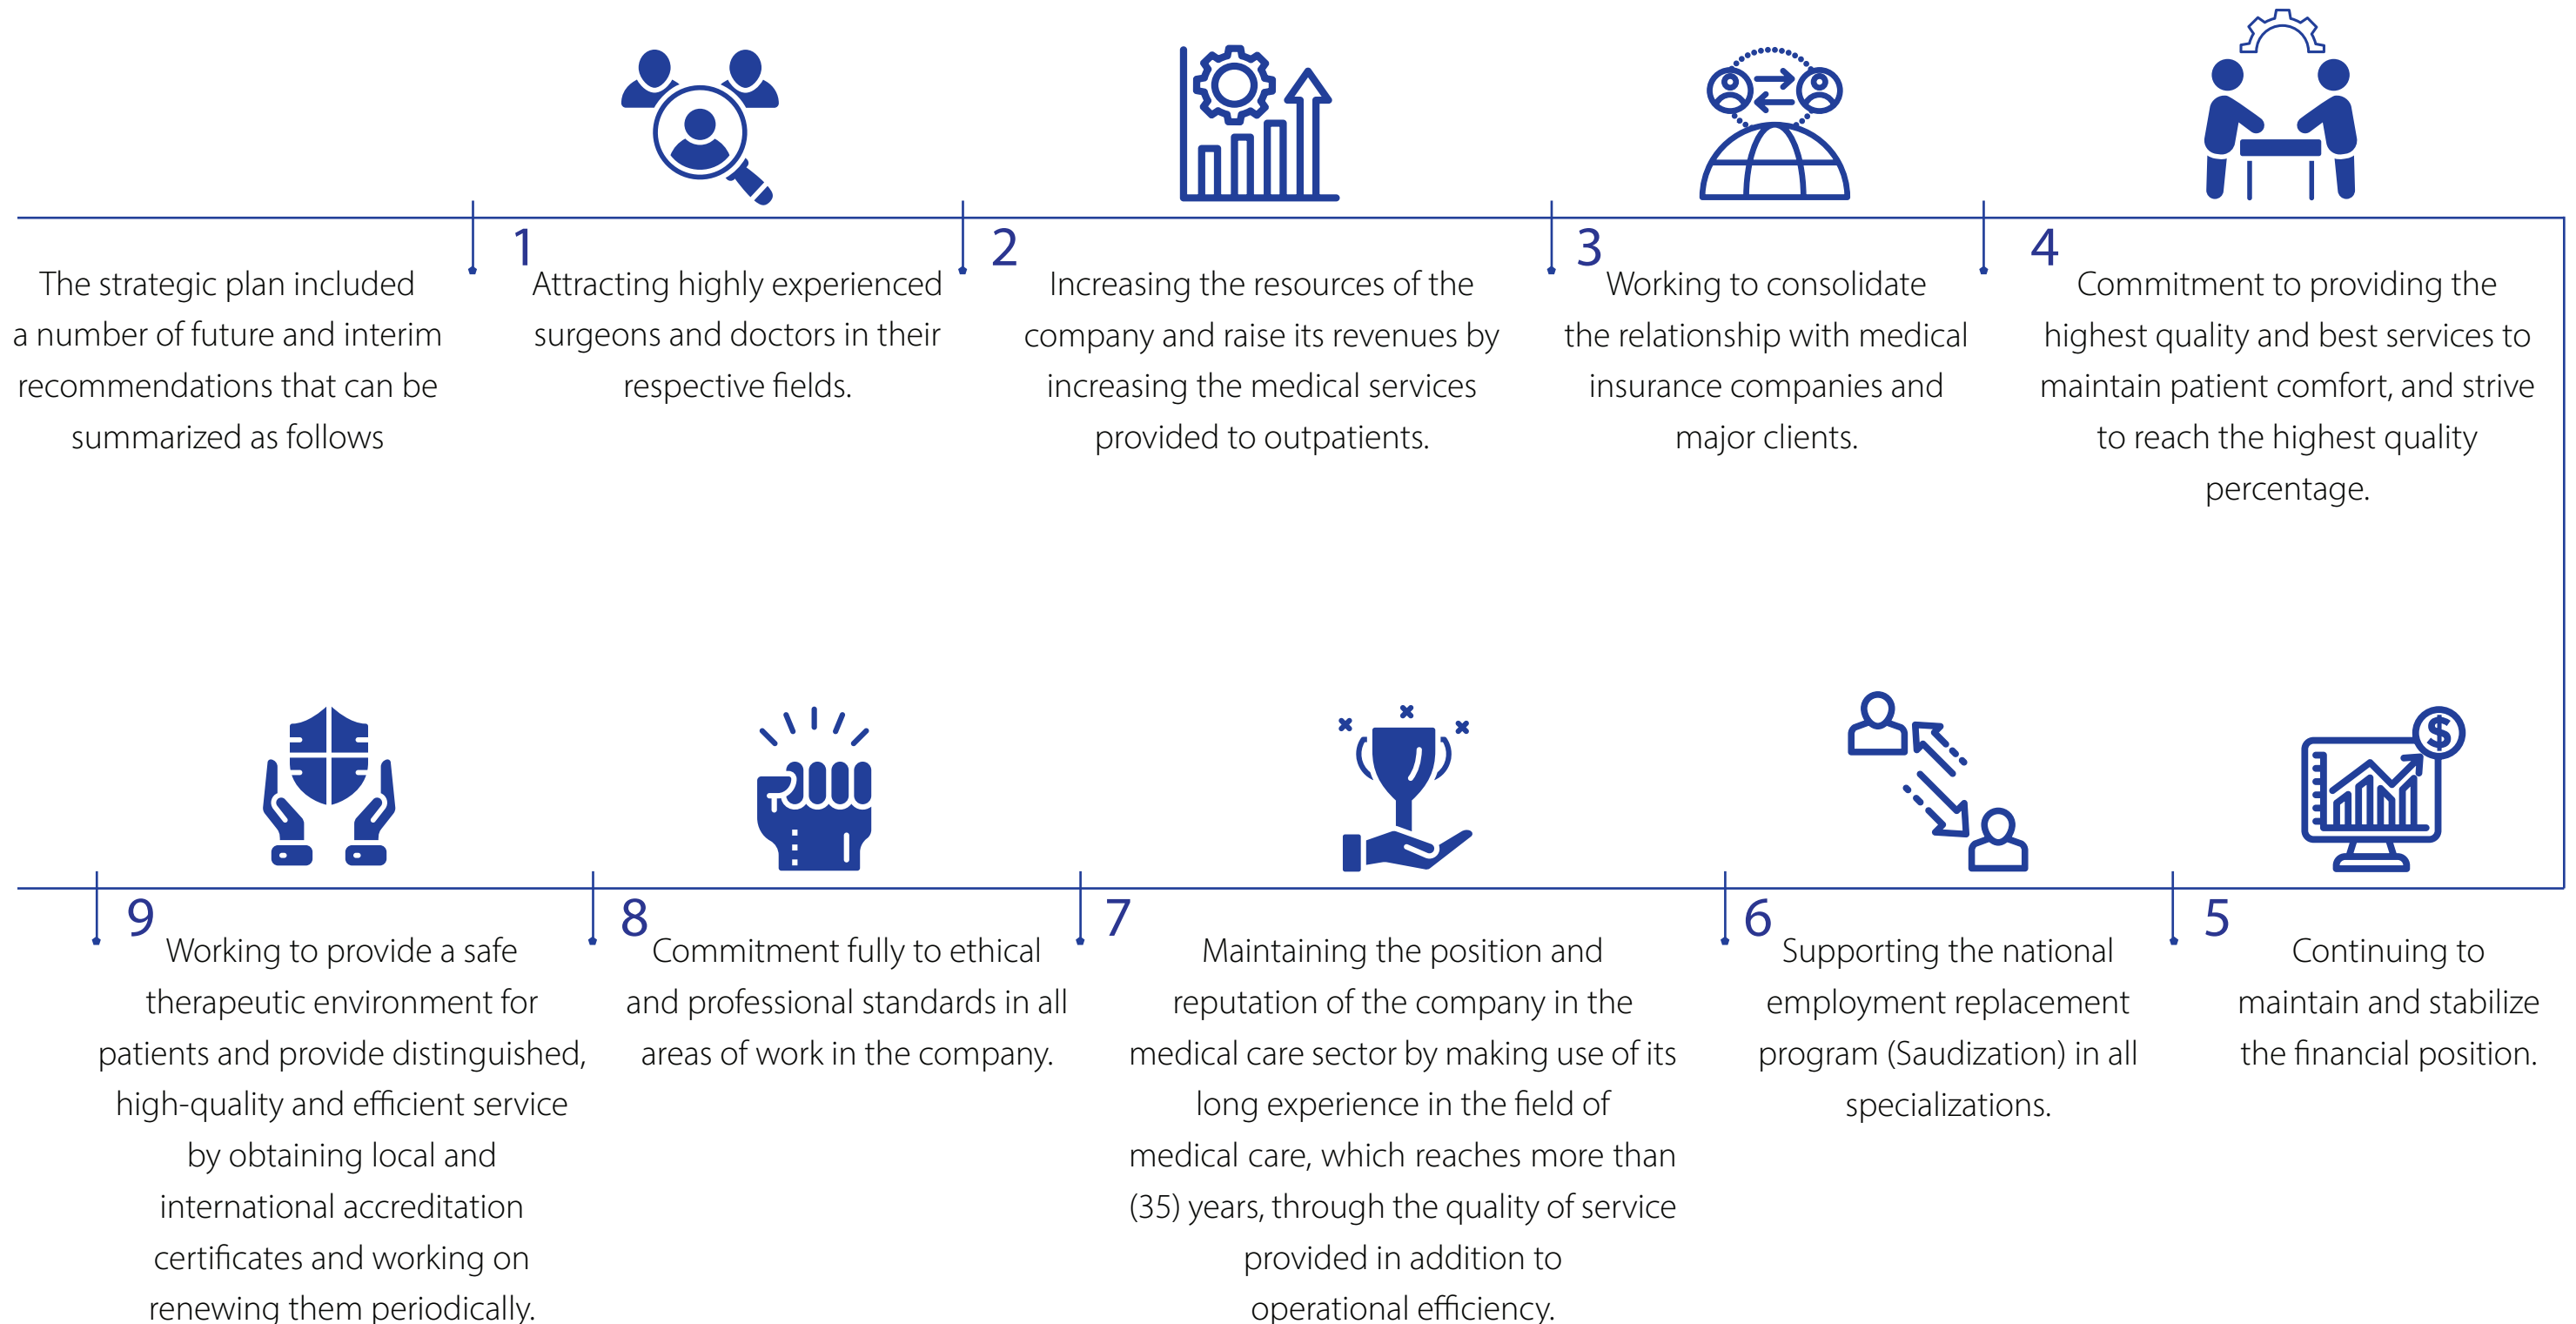 The strategic plan included
a number of future and interim
recommendations that can be
summarized as follows
1
Attracting highly experienced
surgeons and doctors in their
respective fields.
2
Increasing the resources of the
company and raise its revenues by
increasing the medical services
provided to outpatients.
3
Working to consolidate
the relationship with medical
insurance companies and
major clients.
4
Commitment to providing the
highest quality and best services to
maintain patient comfort, and strive
to reach the highest quality
percentage.
$
5
Continuing to
maintain and stabilize
the financial position.
6
Supporting the national
employment replacement
program (Saudization) in all
specializations.
7
Maintaining the position and
reputation of the company in the
medical care sector by making use of its
long experience in the field of
medical care, which reaches more than
(35) years, through the quality of service
provided in addition to
operational efficiency.
8
Commitment fully to ethical
and professional standards in all
areas of work in the company.
9
Working to provide a safe
therapeutic environment for
patients and provide distinguished,
high-quality and efficient service
by obtaining local and
international accreditation
certificates and working on
renewing them periodically.